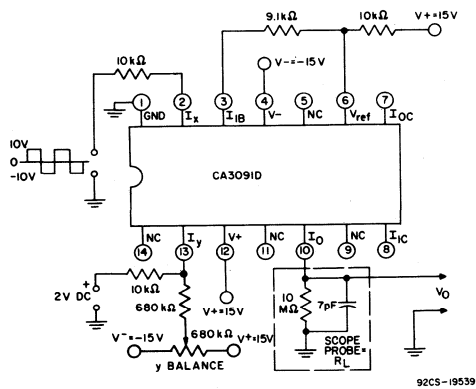 9.1kΩ
10kΩ
V+=15V
V-=-15V
10kΩ
1 2 3 4 5 6 7
GND Ix IIB V- NC Vref IOC
10V
0
-10V
CA3091D
NC Iy V+ NC IO NC IIC
14 13 12 11 10 9 8
+
2V DC
10kΩ
680kΩ
V+=15V
10 MΩ
7pF
VO
V-=-15V
680kΩ
V+=15V
y BALANCE
SCOPE
PROBE=
RL
92CS-19539